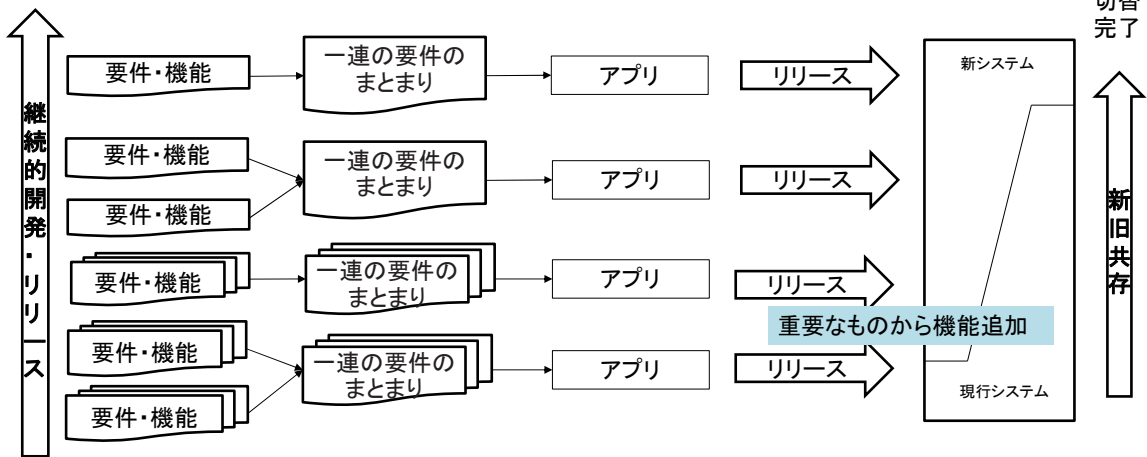 切替
完了
継続的開発・リリース
要件・機能
一連の要件の
まとまり
アプリ
リリース
新システム
要件・機能
要件・機能
一連の要件の
まとまり
アプリ
リリース
新旧共存
要件・機能
一連の要件の
まとまり
アプリ
リリース
重要なものから機能追加
要件・機能
要件・機能
一連の要件の
まとまり
アプリ
リリース
現行システム